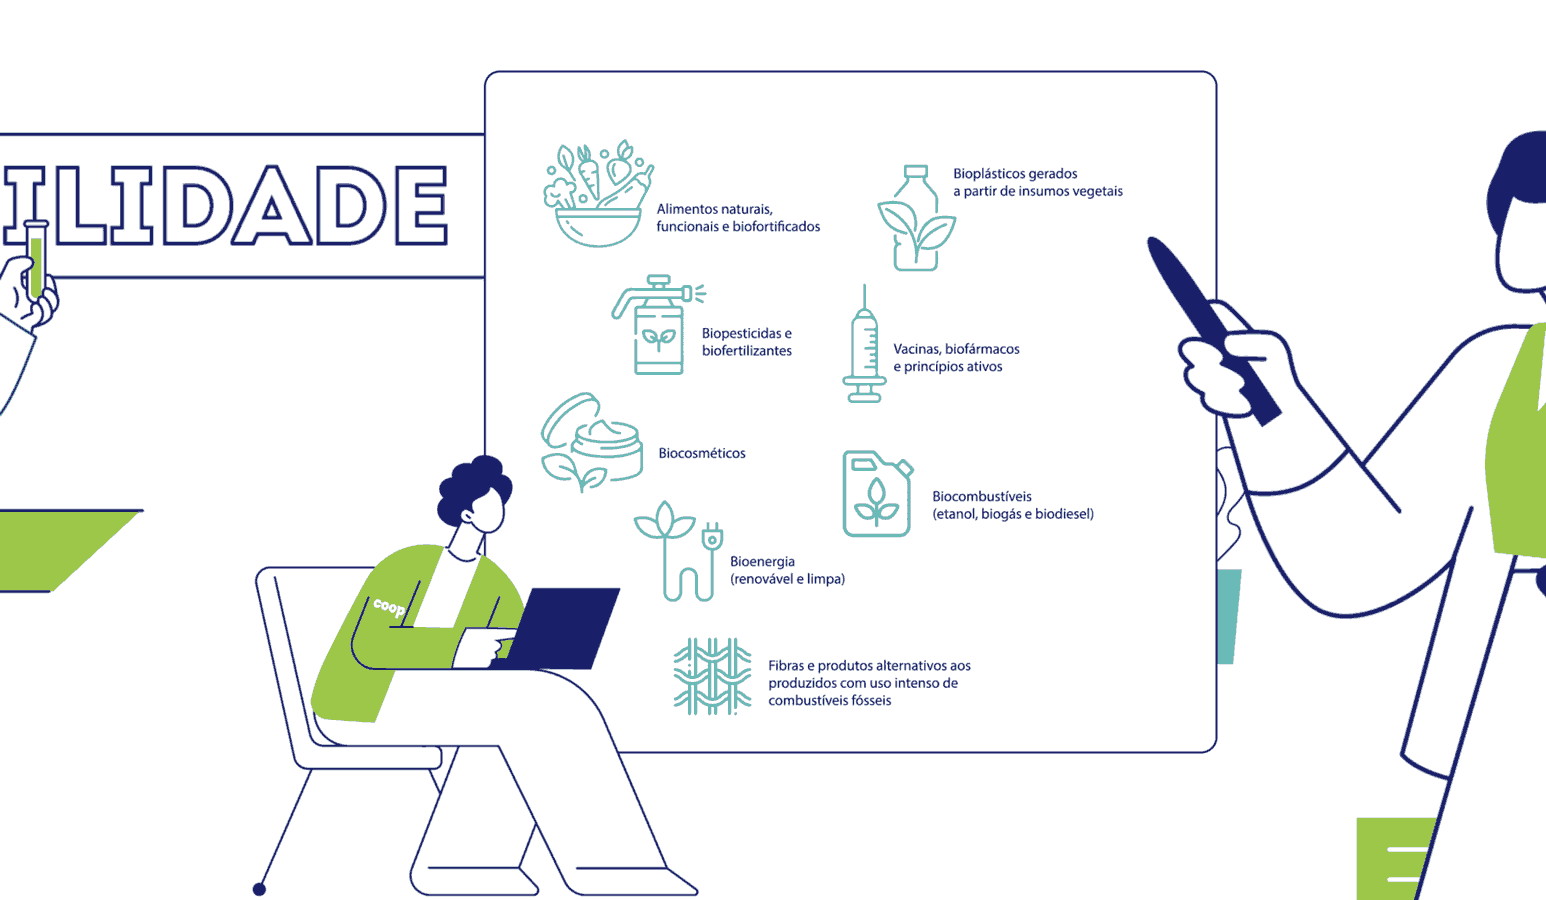 ILIDADE
Alimentos naturais,
funcionais e biofortificados
Bioplásticos gerados
a partir de insumos vegetais
Biopesticidas e
biofertilizantes
Vacinas, biofármacos
e princípios ativos
Biocosméticos
Biocombustíveis
(etanol, biogás e biodiesel)
Bioenergia
(renovável e limpa)
Fibras e produtos alternativos aos
produzidos com uso intenso de
combustíveis fósseis
coop